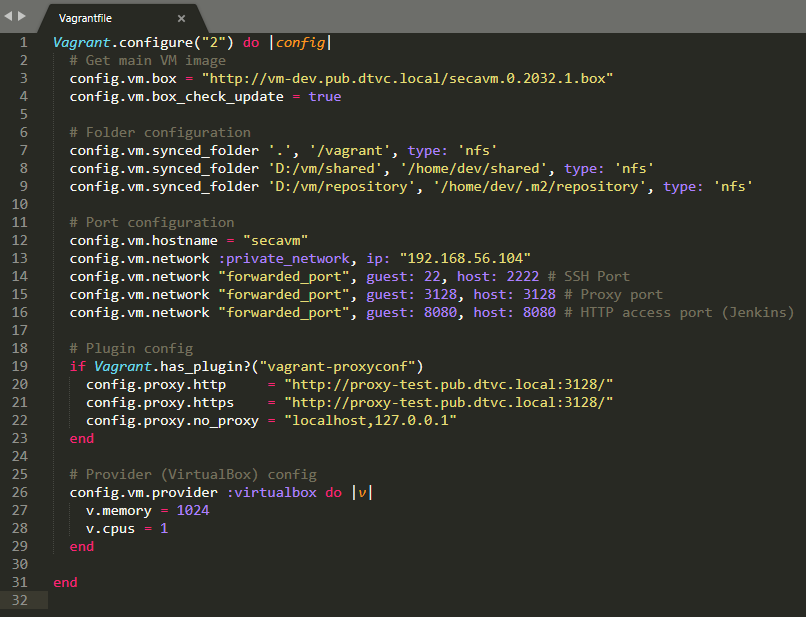 Vagrantfile ×
1 Vagrant.configure("2") do |config|
2   # Get main VM image
3   config.vm.box = "http://vm-dev.pub.dtvc.local/secavm.0.2032.1.box"
4   config.vm.box_check_update = true
5
6   # Folder configuration
7   config.vm.synced_folder '.', '/vagrant', type: 'nfs'
8   config.vm.synced_folder 'D:/vm/shared', '/home/dev/shared', type: 'nfs'
9   config.vm.synced_folder 'D:/vm/repository', '/home/dev/.m2/repository', type: 'nfs'
10
11   # Port configuration
12   config.vm.hostname = "secavm"
13   config.vm.network :private_network, ip: "192.168.56.104"
14   config.vm.network "forwarded_port", guest: 22, host: 2222 # SSH Port
15   config.vm.network "forwarded_port", guest: 3128, host: 3128 # Proxy port
16   config.vm.network "forwarded_port", guest: 8080, host: 8080 # HTTP access port (Jenkins)
17
18   # Plugin config
19   if Vagrant.has_plugin?("vagrant-proxyconf")
20     config.proxy.http     = "http://proxy-test.pub.dtvc.local:3128/"
21     config.proxy.https    = "http://proxy-test.pub.dtvc.local:3128/"
22     config.proxy.no_proxy = "localhost,127.0.0.1"
23   end
24
25   # Provider (VirtualBox) config
26   config.vm.provider :virtualbox do |v|
27     v.memory = 1024
28     v.cpus = 1
29   end
30
31 end
32